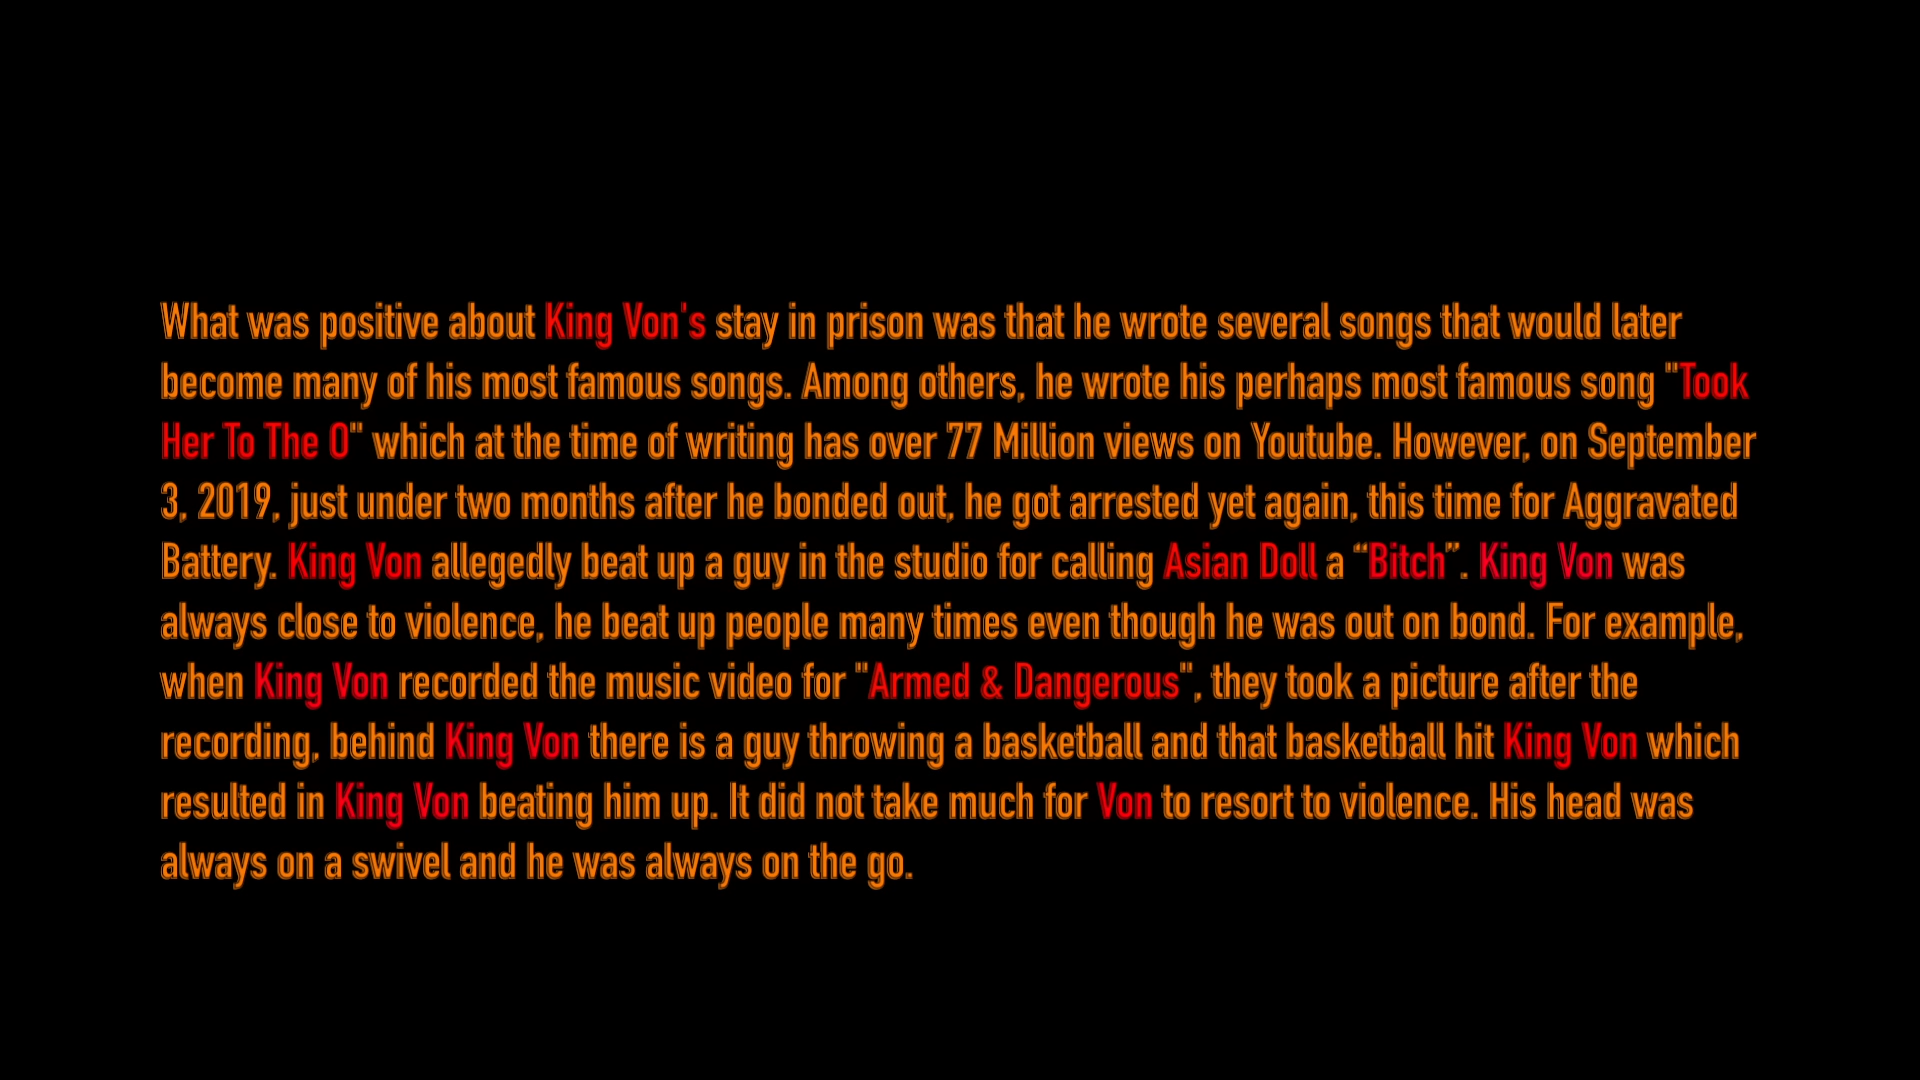 What was positive about King Von's stay in prison was that he wrote several songs that would later
become many of his most famous songs. Among others, he wrote his perhaps most famous song "Took
Her To The O" which at the time of writing has over 77 Million views on Youtube. However, on September
3, 2019, just under two months after he bonded out, he got arrested yet again, this time for Aggravated
Battery. King Von allegedly beat up a guy in the studio for calling Asian Doll a “Bitch”. King Von was
always close to violence, he beat up people many times even though he was out on bond. For example,
when King Von recorded the music video for "Armed & Dangerous", they took a picture after the
recording, behind King Von there is a guy throwing a basketball and that basketball hit King Von which
resulted in King Von beating him up. It did not take much for Von to resort to violence. His head was
always on a swivel and he was always on the go.